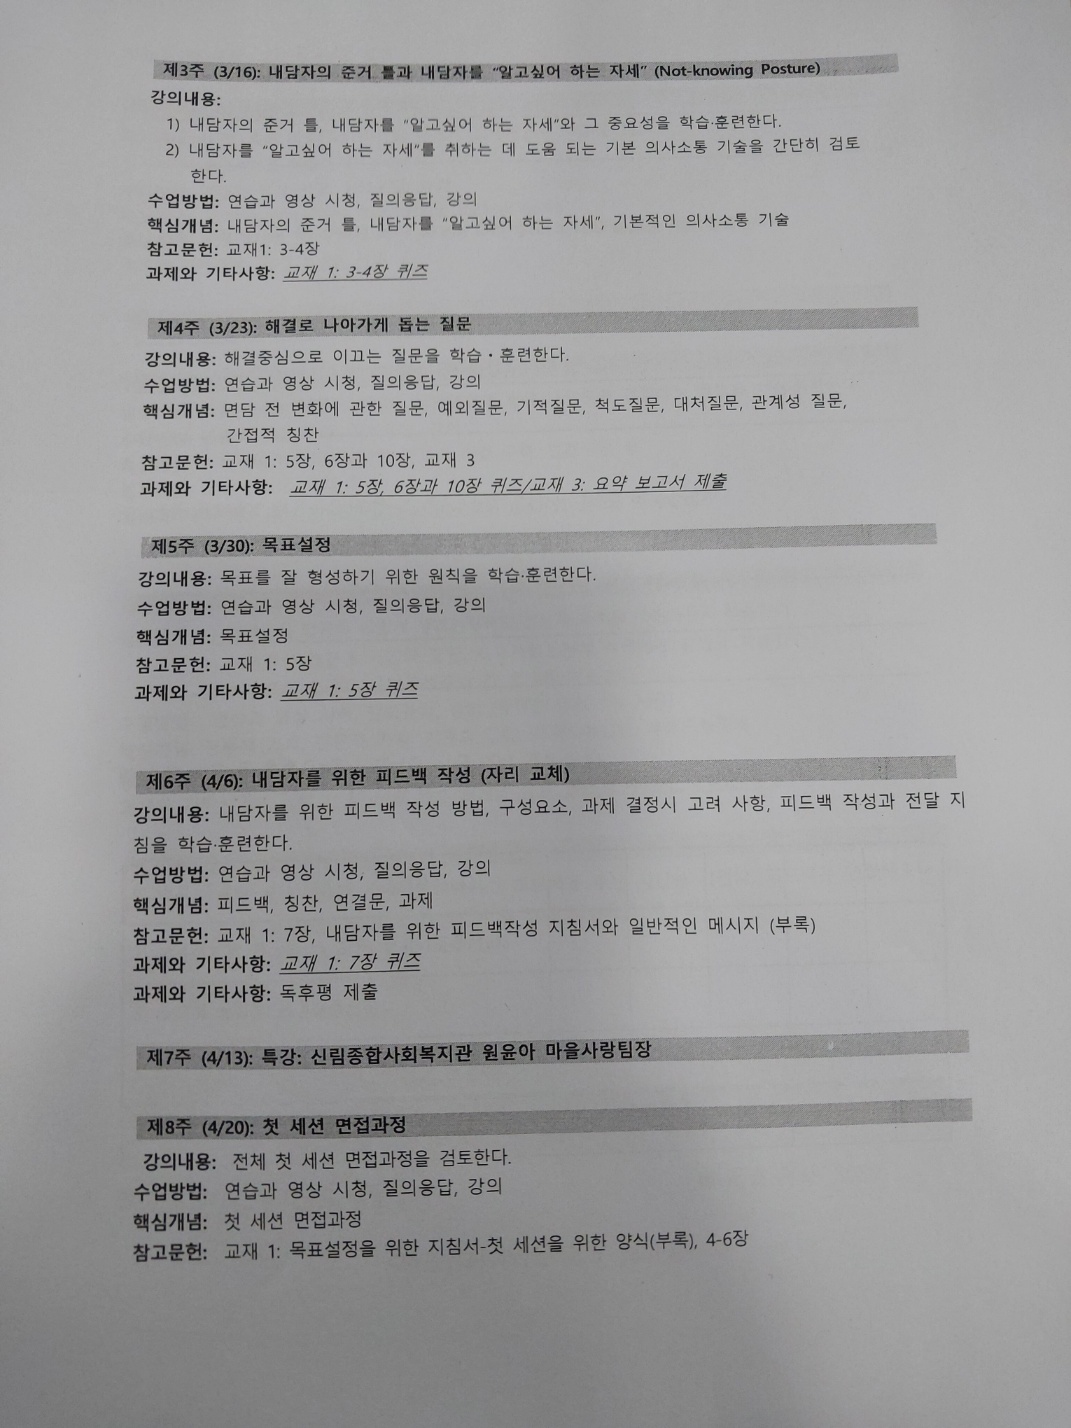 제3주 (3/16): 내담자의 준거 틀과 내담자를 “알고싶어 하는 자세” (Not-knowing Posture)
강의내용:
1) 내담자의 준거 틀, 내담자를 “알고싶어 하는 자세”와 그 중요성을 학습·훈련한다.
2) 내담자를 “알고싶어 하는 자세”를 취하는 데 도움 되는 기본 의사소통 기술을 간단히 검토
한다.
수업방법: 연습과 영상 시청, 질의응답, 강의
핵심개념: 내담자의 준거 틀, 내담자를 “알고싶어 하는 자세”, 기본적인 의사소통 기술
참고문헌: 교재1: 3-4장
과제와 기타사항: 교재 1: 3-4장 퀴즈
제4주 (3/23): 해결로 나아가게 돕는 질문
강의내용: 해결중심으로 이끄는 질문을 학습・훈련한다.
수업방법: 연습과 영상 시청, 질의응답, 강의
핵심개념: 면담 전 변화에 관한 질문, 예외질문, 기적질문, 척도질문, 대처질문, 관계성 질문,
간접적 칭찬
참고문헌: 교재 1: 5장, 6장과 10장, 교재 3
과제와 기타사항: 교재 1: 5장, 6장과 10장 퀴즈/교재 3: 요약 보고서 제출
제5주 (3/30): 목표설정
강의내용: 목표를 잘 형성하기 위한 원칙을 학습·훈련한다.
수업방법: 연습과 영상 시청, 질의응답, 강의
핵심개념: 목표설정
참고문헌: 교재 1: 5장
과제와 기타사항: 교재 1: 5장 퀴즈
제6주 (4/6): 내담자를 위한 피드백 작성 (자리 교체)
강의내용: 내담자를 위한 피드백 작성 방법, 구성요소, 과제 결정시 고려 사항, 피드백 작성과 전달 지
침을 학습·훈련한다.
수업방법: 연습과 영상 시청, 질의응답, 강의
핵심개념: 피드백, 칭찬, 연결문, 과제
참고문헌: 교재 1: 7장, 내담자를 위한 피드백작성 지침서와 일반적인 메시지 (부록)
과제와 기타사항: 교재 1: 7장 퀴즈
과제와 기타사항: 독후평 제출
제7주 (4/13): 특강: 신림종합사회복지관 원윤아 마을사랑팀장
제8주 (4/20): 첫 세션 면접과정
강의내용: 전체 첫 세션 면접과정을 검토한다.
수업방법: 연습과 영상 시청, 질의응답, 강의
핵심개념: 첫 세션 면접과정
참고문헌: 교재 1: 목표설정을 위한 지침서-첫 세션을 위한 양식(부록), 4-6장